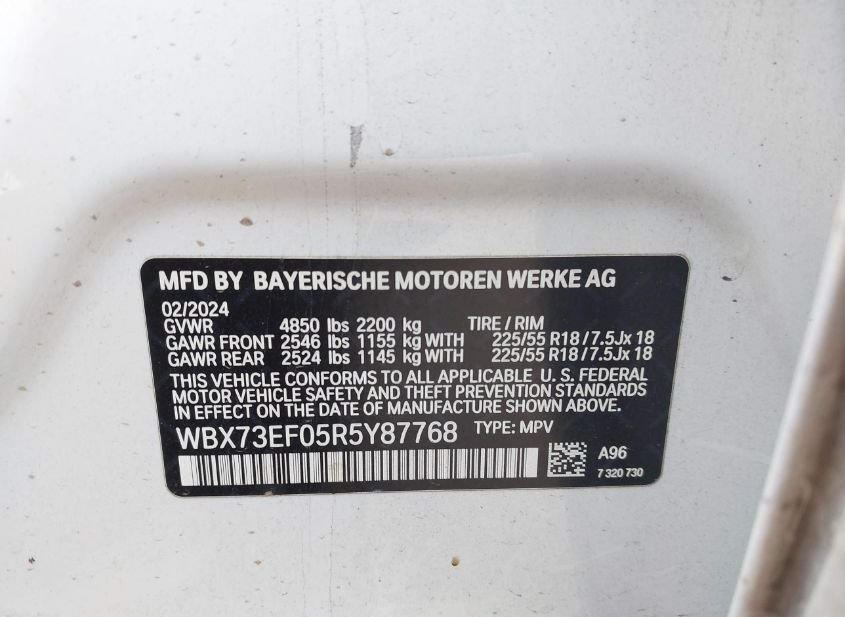 MFD BY BAYERISCHE MOTOREN WERKE AG
02/2024
GVWR 4850 lbs 2200 kg TIRE / RIM
GAWR FRONT 2546 lbs 1155 kg WITH 225/55 R18 / 7.5Jx 18
GAWR REAR 2524 lbs 1145 kg WITH 225/55 R18 / 7.5Jx 18
THIS VEHICLE CONFORMS TO ALL APPLICABLE U. S. FEDERAL
MOTOR VEHICLE SAFETY AND THEFT PREVENTION STANDARDS
IN EFFECT ON THE DATE OF MANUFACTURE SHOWN ABOVE.
WBX73EF05R5Y87768 TYPE: MPV
A96
7 320 730